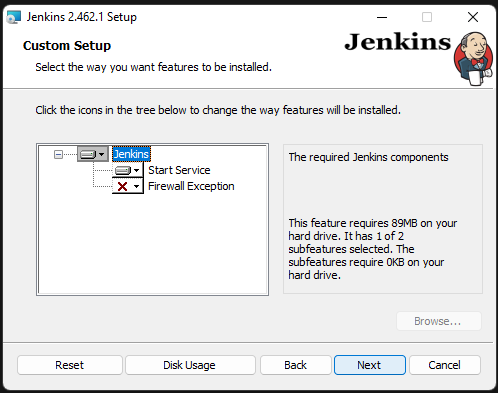 Jenkins 2.462.1 Setup
Custom Setup
Select the way you want features to be installed.
Jenkins
Click the icons in the tree below to change the way features will be installed.
Jenkins
Start Service
Firewall Exception
The required Jenkins components
This feature requires 89MB on your
hard drive. It has 1 of 2
subfeatures selected. The
subfeatures require 0KB on your
hard drive.
Browse...
Reset
Disk Usage
Back
Next
Cancel